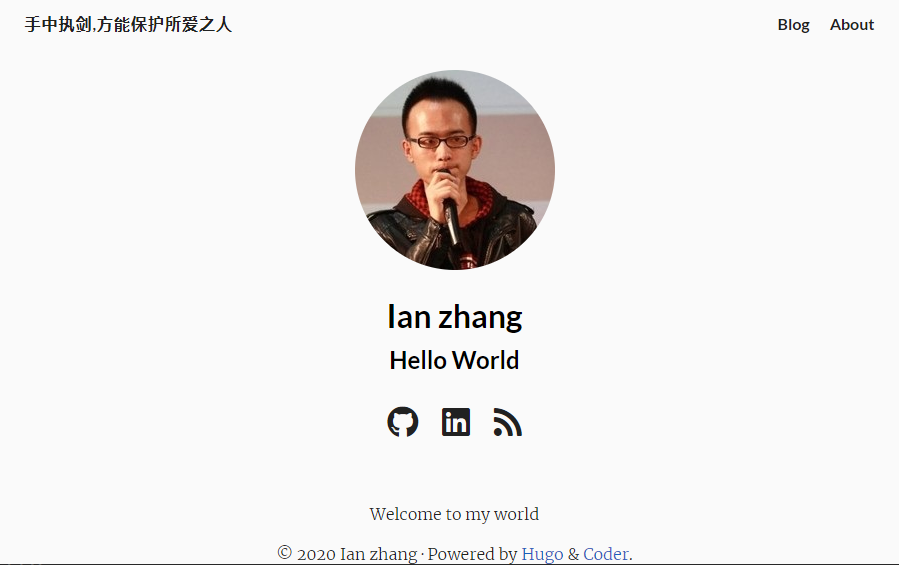 手中执剑,方能保护所爱之人
Blog About
Ian zhang
Hello World
in
Welcome to my world
© 2020 Ian zhang · Powered by Hugo & Coder.